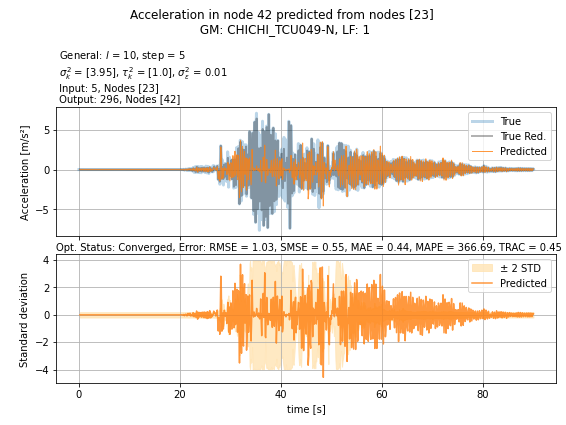 Acceleration in node 42 predicted from nodes [23]
GM: CHICHI_TCU049-N, LF: 1
General: l = 10, step = 5
σ²ₖ = [3.95], τ²ₖ = [1.0], σ²ε = 0.01
Input: 5, Nodes [23]
Output: 296, Nodes [42]
Acceleration [m/s²]
5
0
−5
True
True Red.
Predicted
Opt. Status: Converged, Error: RMSE = 1.03, SMSE = 0.55, MAE = 0.44, MAPE = 366.69, TRAC = 0.45
Standard deviation
4
2
0
−2
−4
± 2 STD
Predicted
0 20 40 60 80
time [s]